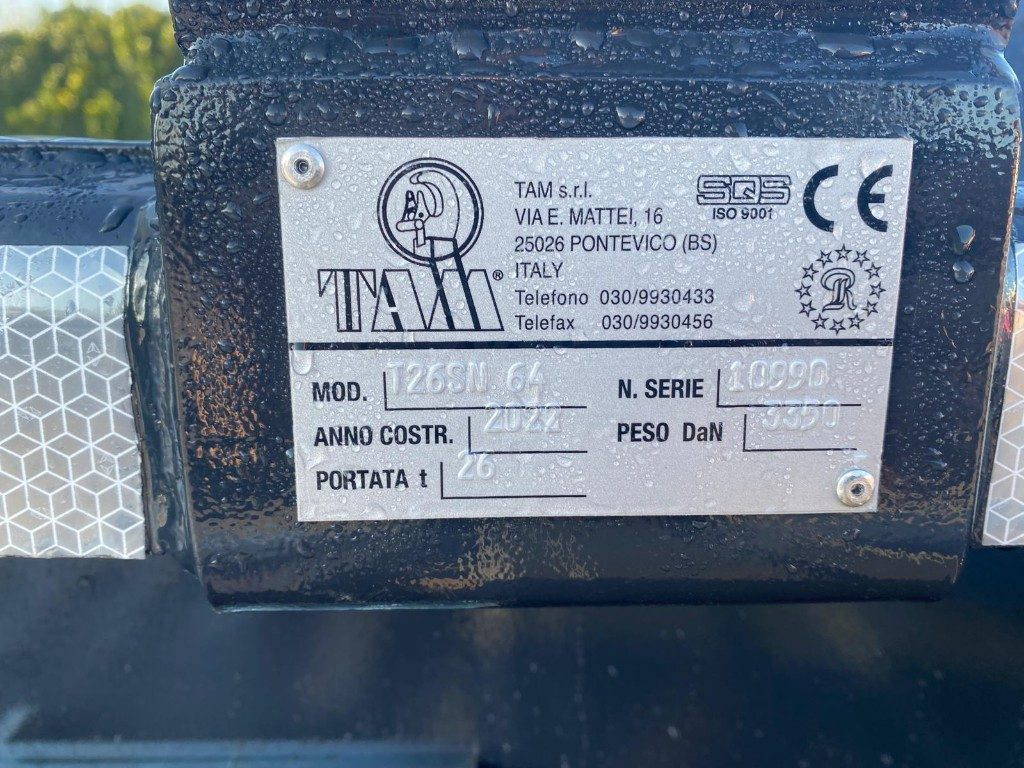 TAM®
TAM s.r.l.
VIA E. MATTEI, 16
25026 PONTEVICO (BS)
ITALY
Telefono 030/9930433
Telefax 030/9930456
SQS
ISO 9001
CE
MOD. T26SN 64
N. SERIE 10990
ANNO COSTR. 2022
PESO DaN 3350
PORTATA t 26